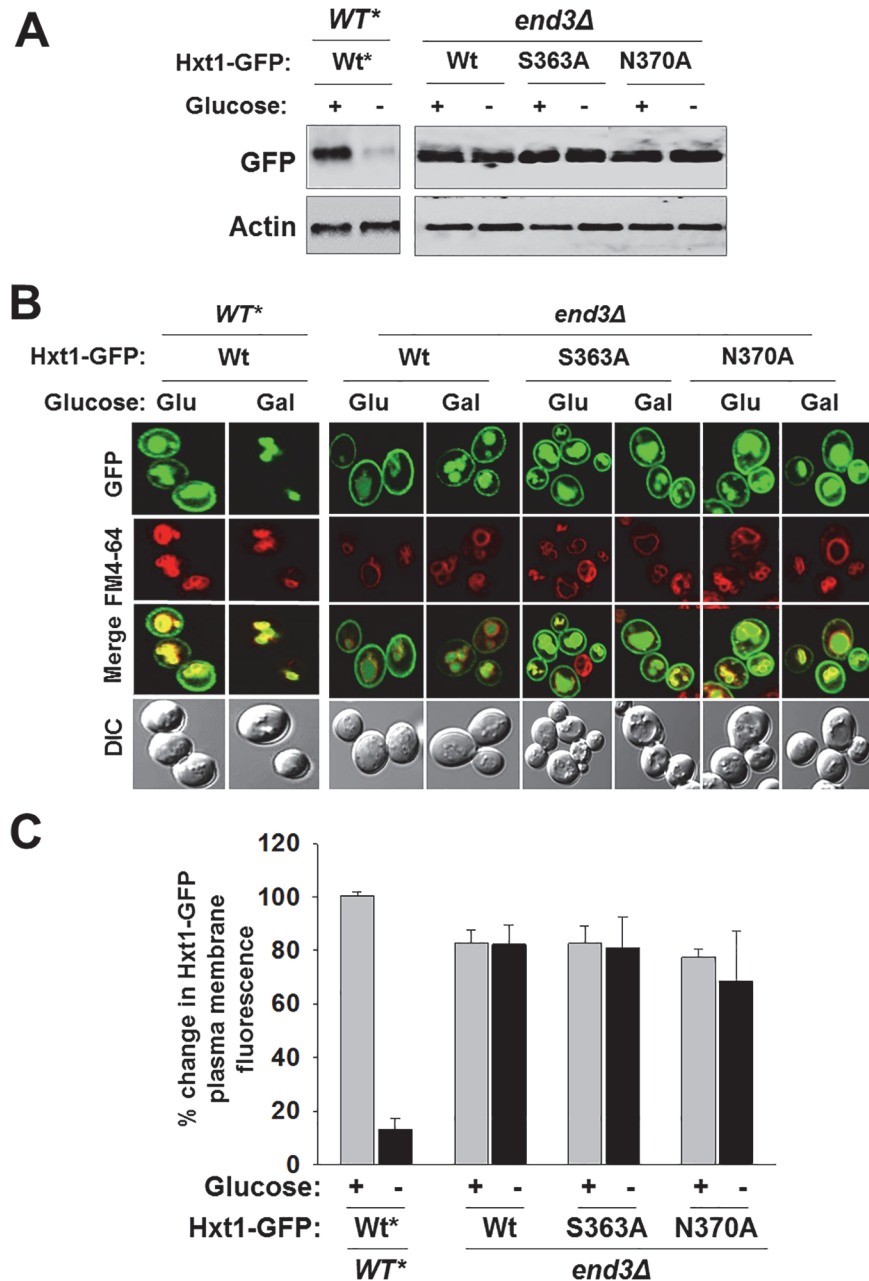 A
WT* end3Δ
Hxt1-GFP: Wt* Wt S363A N370A
Glucose: + - + - + - + -
GFP
Actin
B
WT* end3Δ
Hxt1-GFP: Wt Wt S363A N370A
Glucose: Glu Gal Glu Gal Glu Gal Glu Gal
GFP
FM4-64
Merge
DIC
C
% change in Hxt1-GFP
plasma membrane
fluorescence
120
100
80
60
40
20
0
Glucose: + - + - + - + -
Hxt1-GFP: Wt* Wt S363A N370A
WT* end3Δ